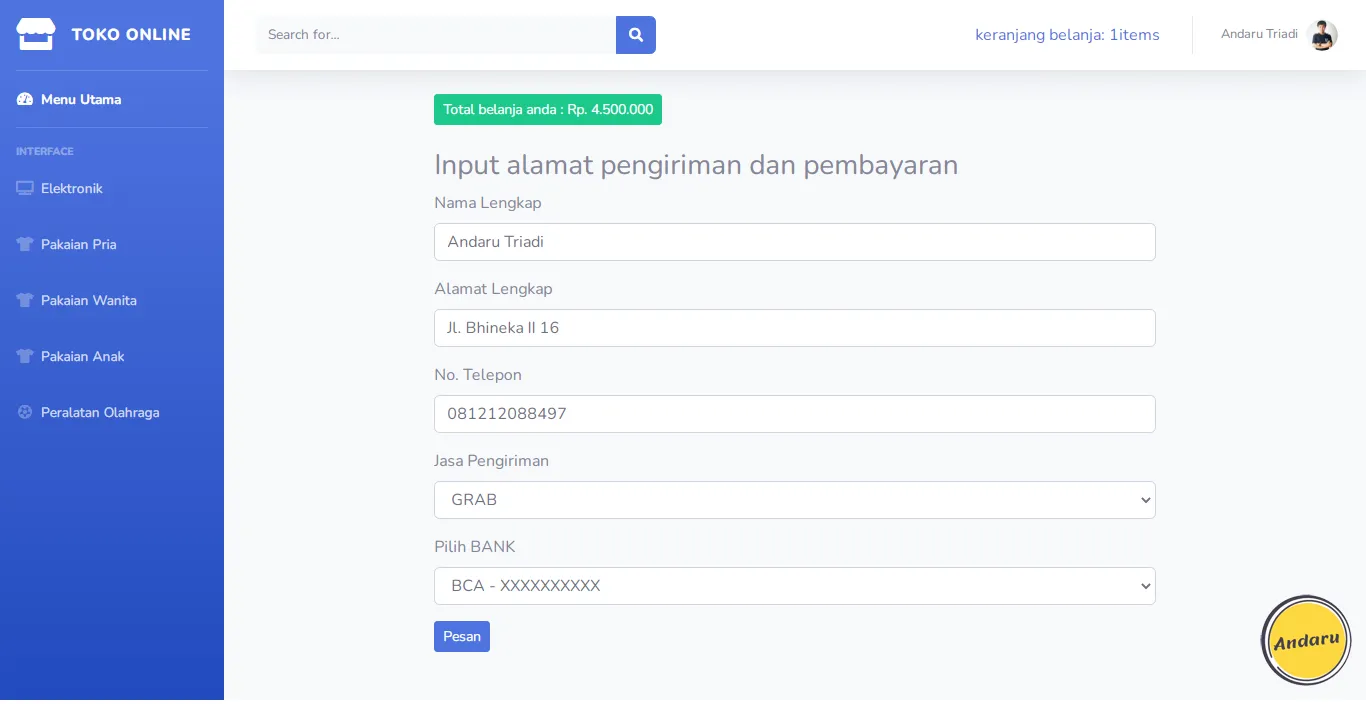 TOKO ONLINE
Search for...
keranjang belanja: 1items
Andaru Triadi
Menu Utama
INTERFACE
Elektronik
Pakaian Pria
Pakaian Wanita
Pakaian Anak
Peralatan Olahraga
Total belanja anda : Rp. 4.500.000
Input alamat pengiriman dan pembayaran
Nama Lengkap
Andaru Triadi
Alamat Lengkap
Jl. Bhineka II 16
No. Telepon
081212088497
Jasa Pengiriman
GRAB
Pilih BANK
BCA - XXXXXXXXXX
Pesan
Andaru